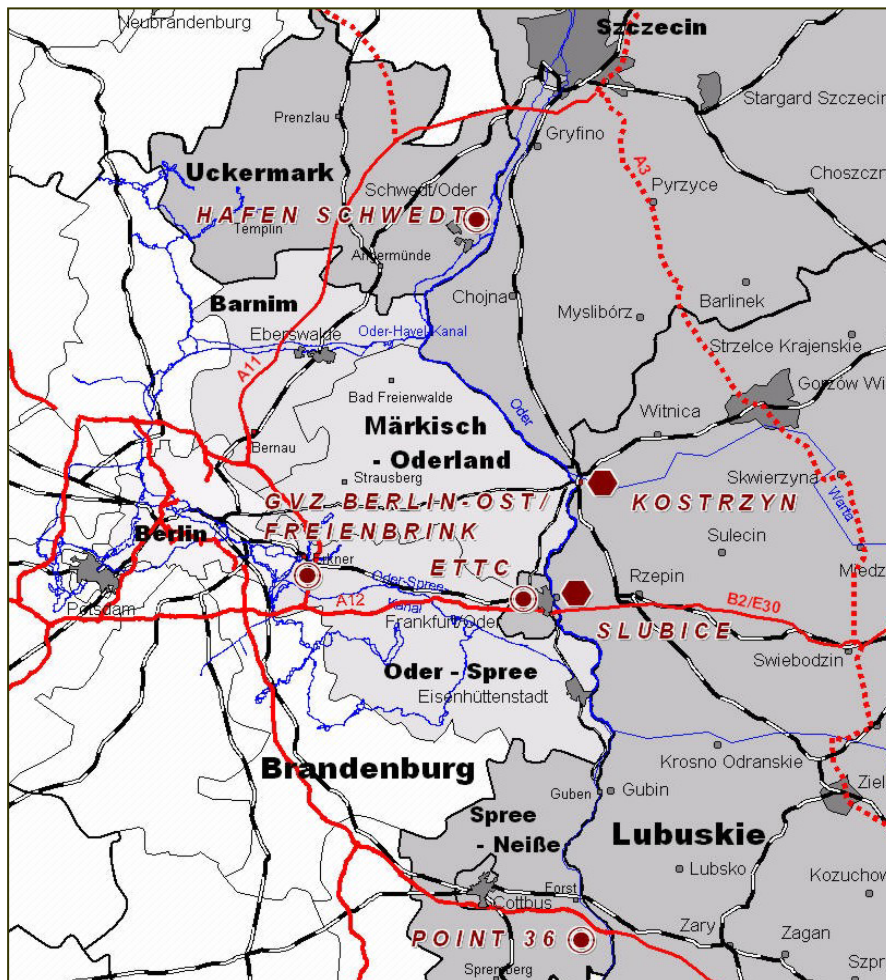 Neubrandenburg
Szczecin
Prenzlau
Stargard Szczecin
Gryfino
A3
Uckermark
Choszczn
Schwedt/Oder
Pyrzyce
HAFEN SCHWEDT
Templin
Angermünde
Chojna
Barlinek
Barnim
Myslibórz
Eberswalde
Oder-Havel-Kanal
Strzelce Krajenskie
A11
Gorzów Wi
Bad Freienwalde
Oder
Witnica
Märkisch
- Oderland
Bernau
Strausberg
Skwierzyna
GVZ BERLIN-OST/
FREIENBRINK
KOSTRZYN
Warta
Berlin
Sulecin
ETTC
Miedz
Erkner
Oder-Spree
Kanal
Rzepin
Potsdam
A12
B2/E30
Frankfurt/Oder
SLUBICE
Swiebodzin
Oder - Spree
Eisenhüttenstadt
Krosno Odranskie
Brandenburg
Ziel
Guben
Gubin
Spree
- Neiße
Lubuskie
Lubsko
Kozuchow
Forst
Cottbus
Zary
Zagan
POINT 36
Spremberg
Szpr